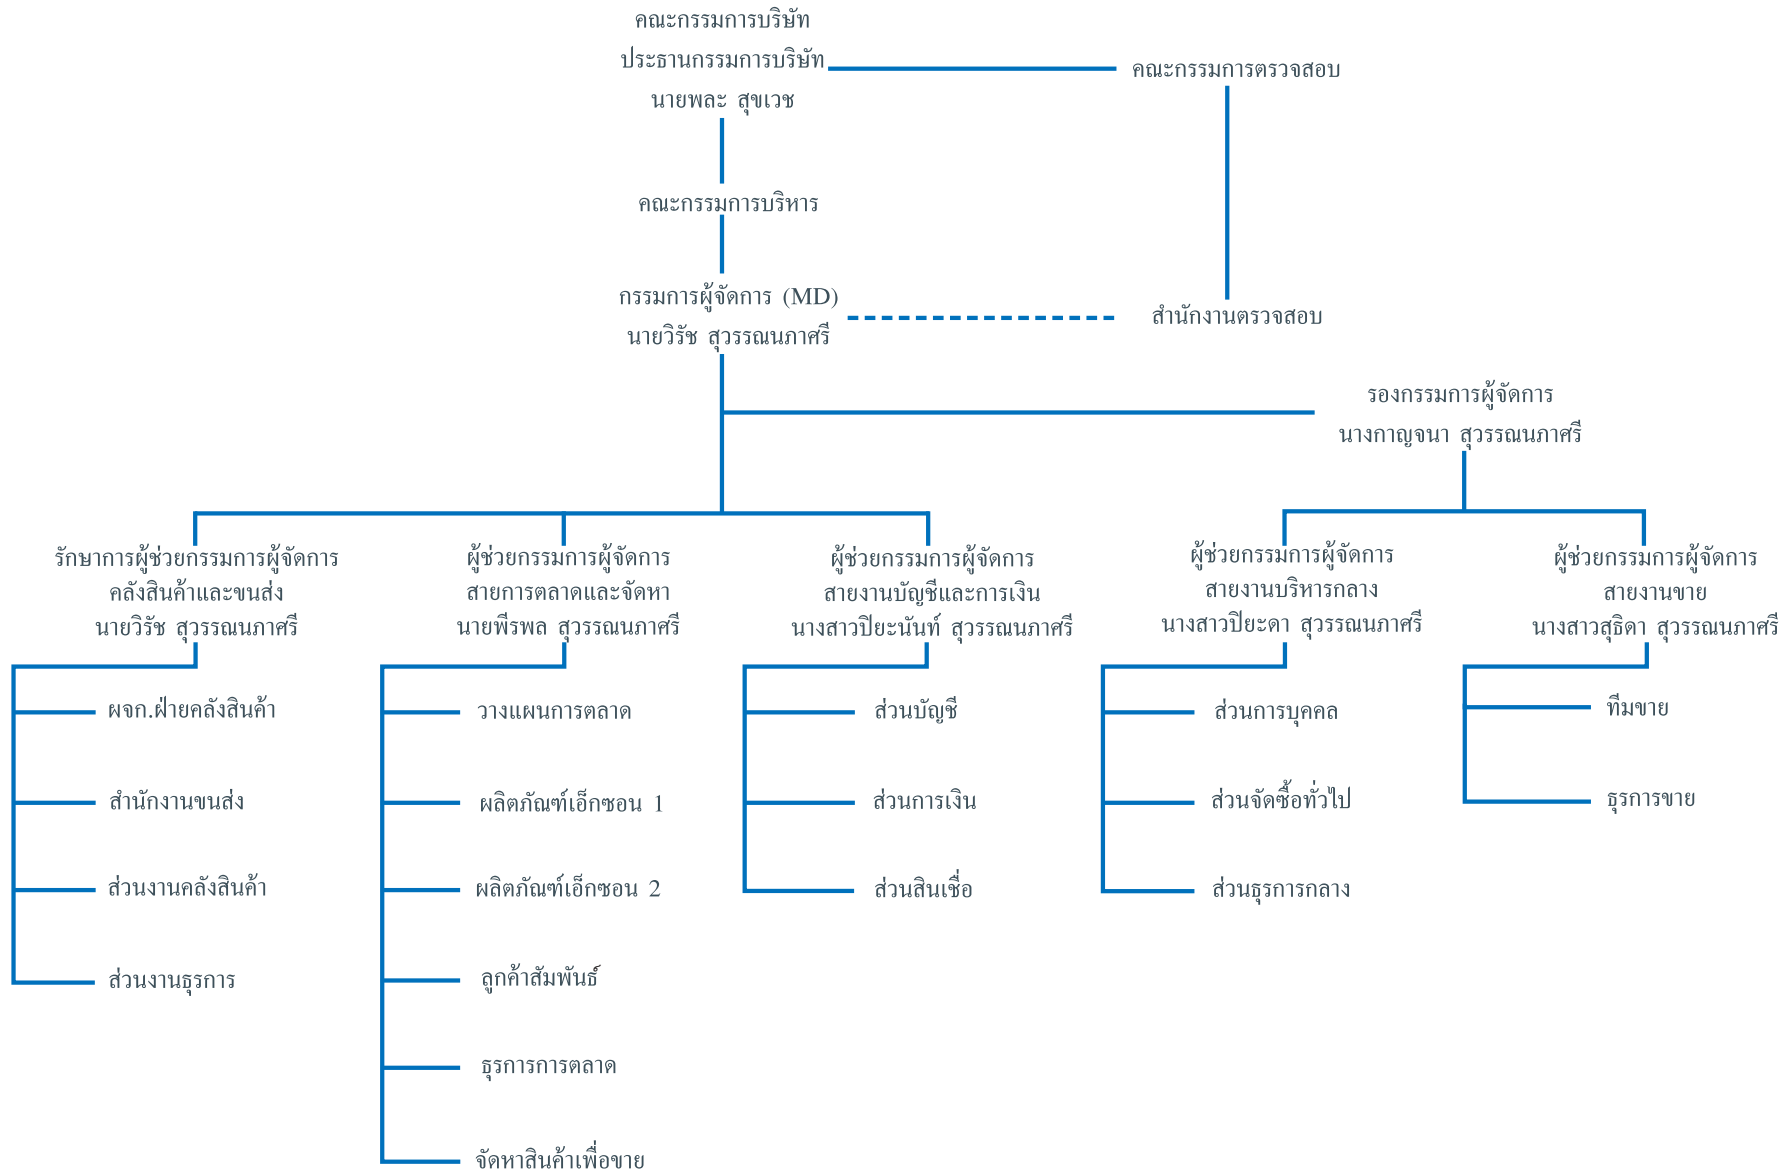 คณะกรรมการบริษัท
ประธานกรรมการบริษัท
นายพละ สุขเวช
คณะกรรมการตรวจสอบ
คณะกรรมการบริหาร
กรรมการผู้จัดการ (MD)
นายวิรัช สุวรรณนภาศรี
สำนักงานตรวจสอบ
รองกรรมการผู้จัดการ
นางกาญจนา สุวรรณนภาศรี
รักษาการผู้ช่วยกรรมการผู้จัดการ
คลังสินค้าและขนส่ง
นายวิรัช สุวรรณนภาศรี
ผจก.ฝ่ายคลังสินค้า
สำนักงานขนส่ง
ส่วนงานคลังสินค้า
ส่วนงานธุรการ
ผู้ช่วยกรรมการผู้จัดการ
สายการตลาดและจัดหา
นายพีรพล สุวรรณนภาศรี
วางแผนการตลาด
ผลิตภัณฑ์เอ็กซอน 1
ผลิตภัณฑ์เอ็กซอน 2
ลูกค้าสัมพันธ์
ธุรการการตลาด
จัดหาสินค้าเพื่อขาย
ผู้ช่วยกรรมการผู้จัดการ
สายงานบัญชีและการเงิน
นางสาวปิยะนันท์ สุวรรณนภาศรี
ส่วนบัญชี
ส่วนการเงิน
ส่วนสินเชื่อ
ผู้ช่วยกรรมการผู้จัดการ
สายงานบริหารกลาง
นางสาวปิยะดา สุวรรณนภาศรี
ส่วนการบุคคล
ส่วนจัดซื้อทั่วไป
ส่วนธุรการกลาง
ผู้ช่วยกรรมการผู้จัดการ
สายงานขาย
นางสาวสุธิดา สุวรรณนภาศรี
ทีมขาย
ธุรการขาย